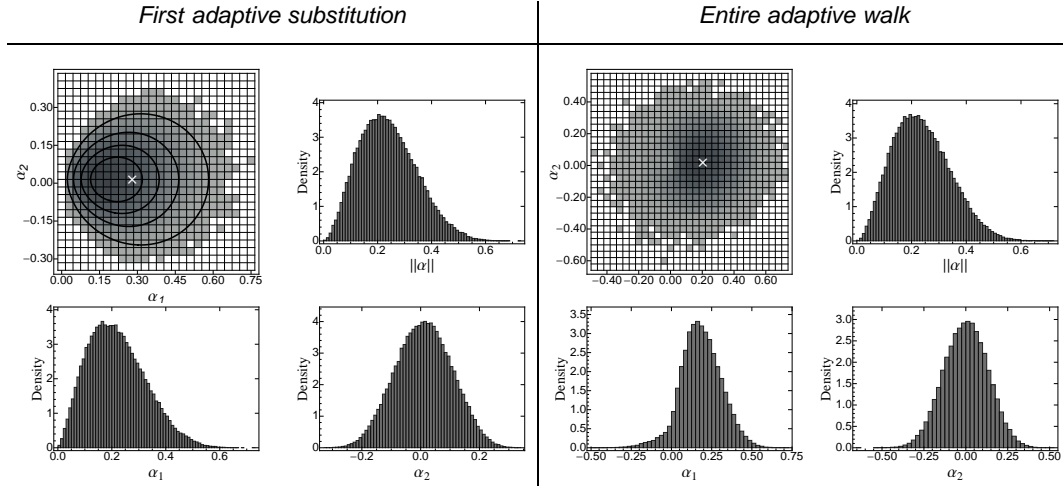 First adaptive substitution
Entire adaptive walk
α2
0.30
0.15
0.00
−0.15
−0.30
0.00 0.15 0.30 0.45 0.60 0.75
α1
Density
4
3
2
1
0
0.0 0.2 0.4 0.6
||α||
Density
4
3
2
1
0
0.0 0.2 0.4 0.6
α1
Density
4
3
2
1
0
−0.2 0.0 0.2
α2
α2
0.40
0.20
0.00
−0.20
−0.40
−0.60
−0.40 −0.20 0.00 0.20 0.40 0.60
α1
Density
4
3
2
1
0
0.0 0.2 0.4 0.6
||α||
Density
3.5
3.0
2.5
2.0
1.5
1.0
0.5
0.0
−0.50 −0.25 0.00 0.25 0.50 0.75
α1
Density
3.0
2.5
2.0
1.5
1.0
0.5
0.0
−0.50 −0.25 0.00 0.25 0.50
α2